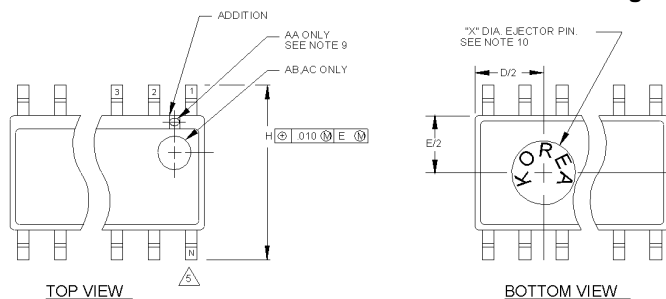 ADDITION
AA ONLY
SEE NOTE 9
AB,AC ONLY
3 2 1
H ⊕ .010 Ⓜ E Ⓜ
N
5
TOP VIEW
"X" DIA. EJECTOR PIN.
SEE NOTE 10
D/2
E/2
KOREA
BOTTOM VIEW